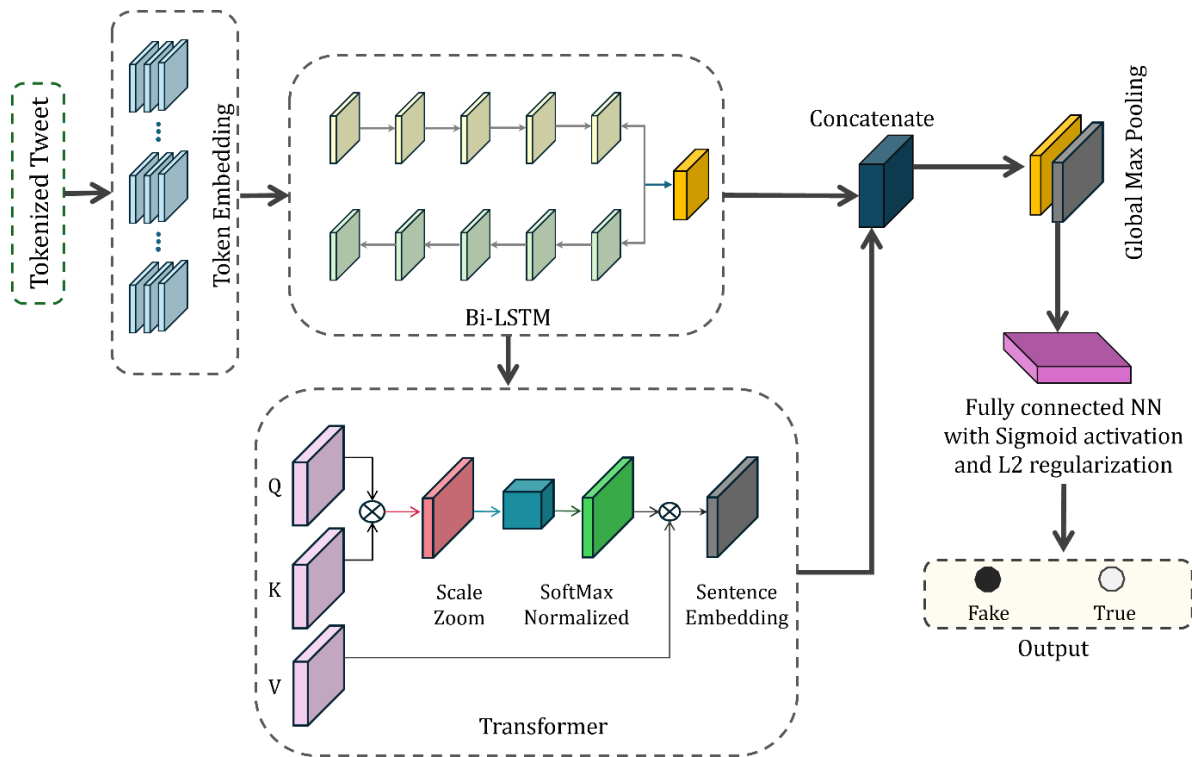 Tokenized Tweet
Token Embedding
Bi-LSTM
Concatenate
Global Max Pooling
Fully connected NN
with Sigmoid activation
and L2 regularization
Q
K
V
Scale
Zoom
SoftMax
Normalized
Sentence
Embedding
Transformer
Fake
True
Output